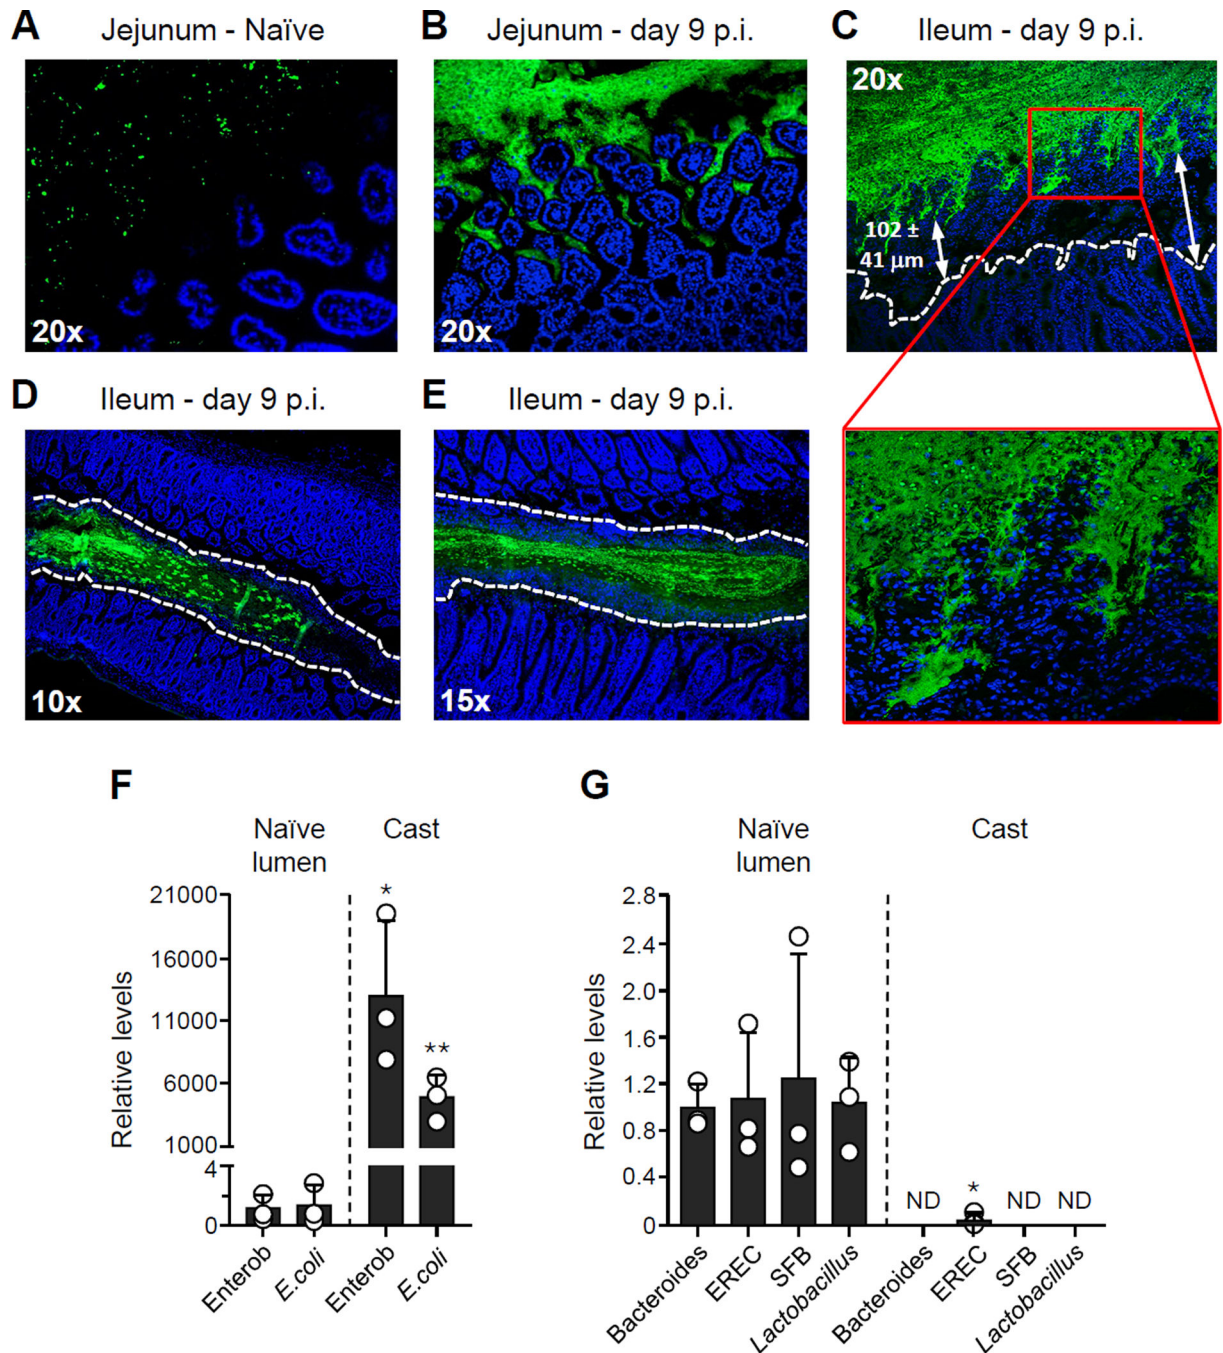 A Jejunum - Naïve
20x
B Jejunum - day 9 p.i.
20x
C Ileum - day 9 p.i.
20x
102 ±
41 µm
D Ileum - day 9 p.i.
10x
E Ileum - day 9 p.i.
15x
F
Naïve
lumen
Cast
Relative levels
21000
16000
11000
6000
1000
4
0
*
**
Enterob
E.coli
Enterob
E.coli
G
Naïve
lumen
Cast
Relative levels
2.8
2.4
2.0
1.6
1.2
0.8
0.4
0
ND
*
ND
ND
Bacteroides
EREC
SFB
Lactobacillus
Bacteroides
EREC
SFB
Lactobacillus